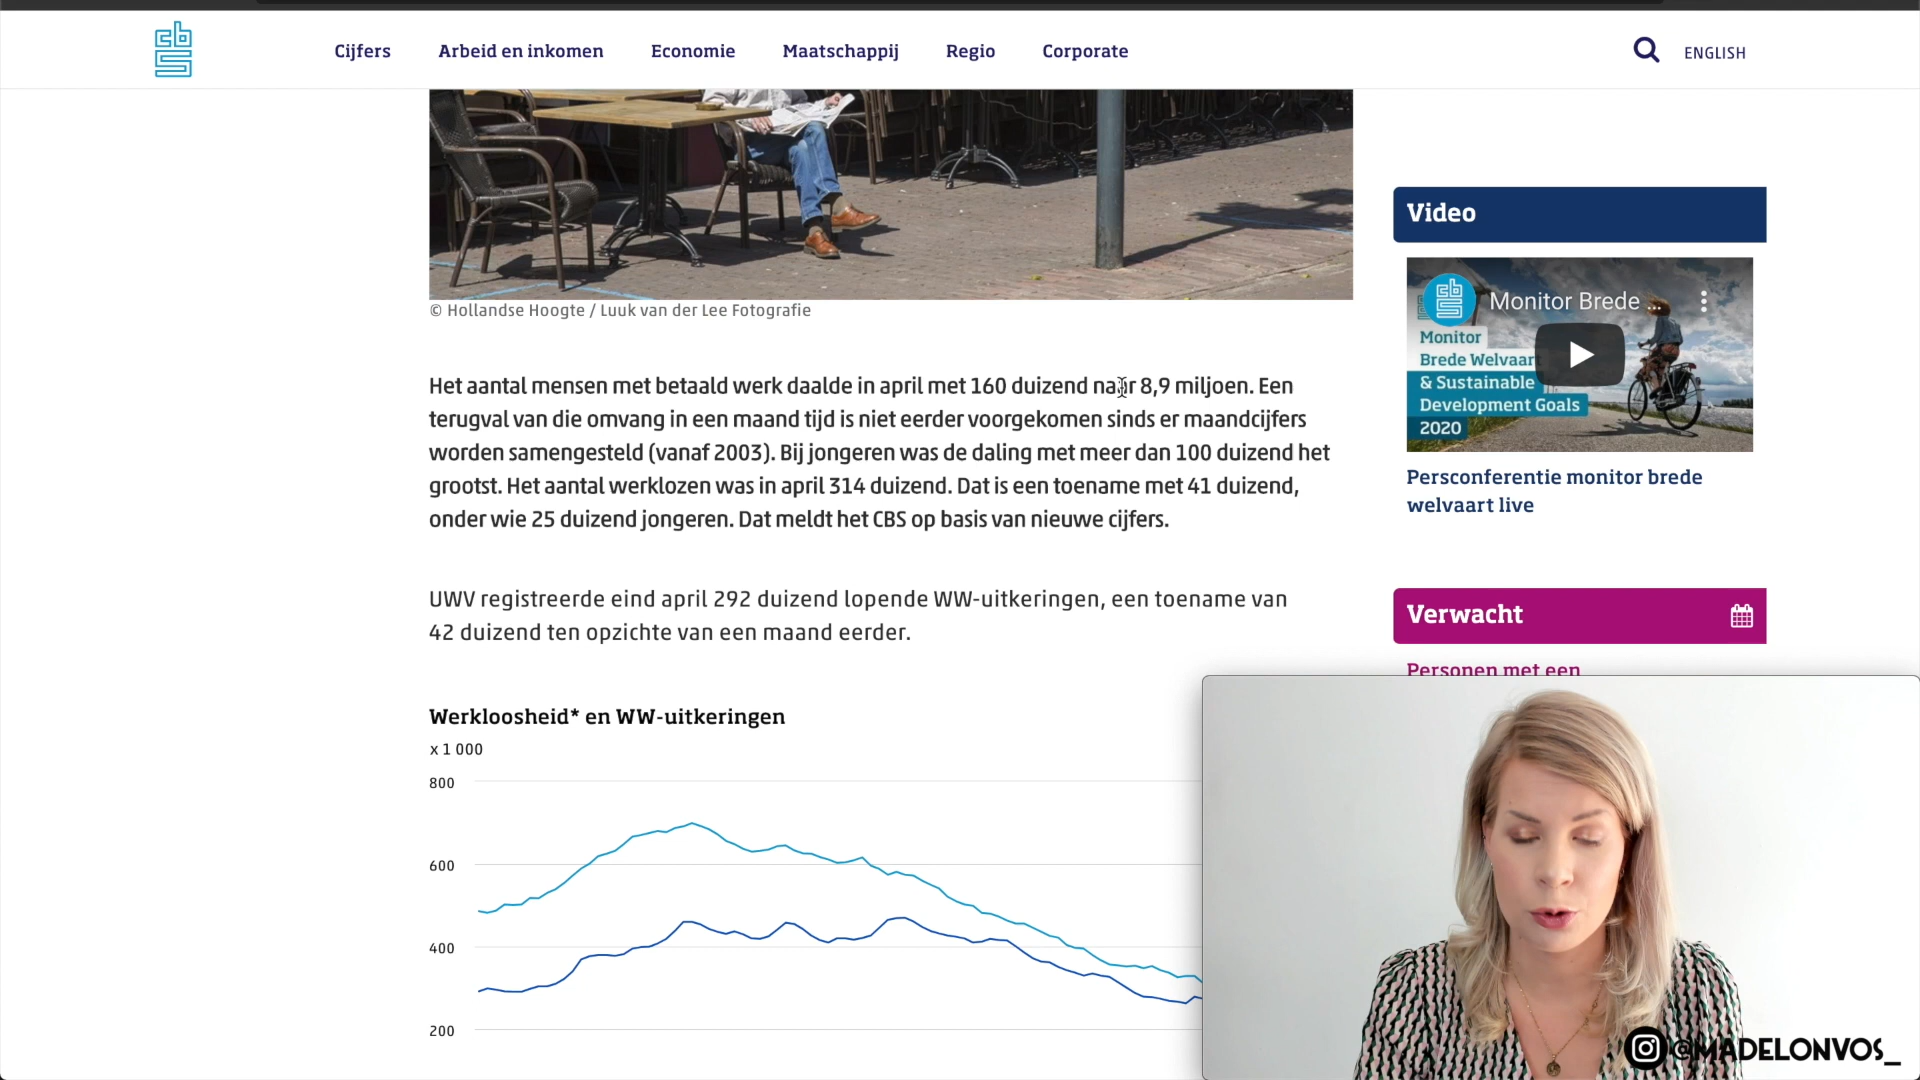 cb
Cijfers
Arbeid en inkomen
Economie
Maatschappij
Regio
Corporate
ENGLISH
© Hollandse Hoogte / Luuk van der Lee Fotografie
Het aantal mensen met betaald werk daalde in april met 160 duizend naar 8,9 miljoen. Een
terugval van die omvang in een maand tijd is niet eerder voorgekomen sinds er maandcijfers
worden samengesteld (vanaf 2003). Bij jongeren was de daling met meer dan 100 duizend het
grootst. Het aantal werklozen was in april 314 duizend. Dat is een toename met 41 duizend,
onder wie 25 duizend jongeren. Dat meldt het CBS op basis van nieuwe cijfers.
UWV registreerde eind april 292 duizend lopende WW-uitkeringen, een toename van
42 duizend ten opzichte van een maand eerder.
Werkloosheid* en WW-uitkeringen
x 1 000
800
600
400
200
Video
Monitor Brede ...
Monitor
Brede Welvaart
& Sustainable
Development Goals
2020
Persconferentie monitor brede
welvaart live
Verwacht
Personen met een
@MADELONVOS_